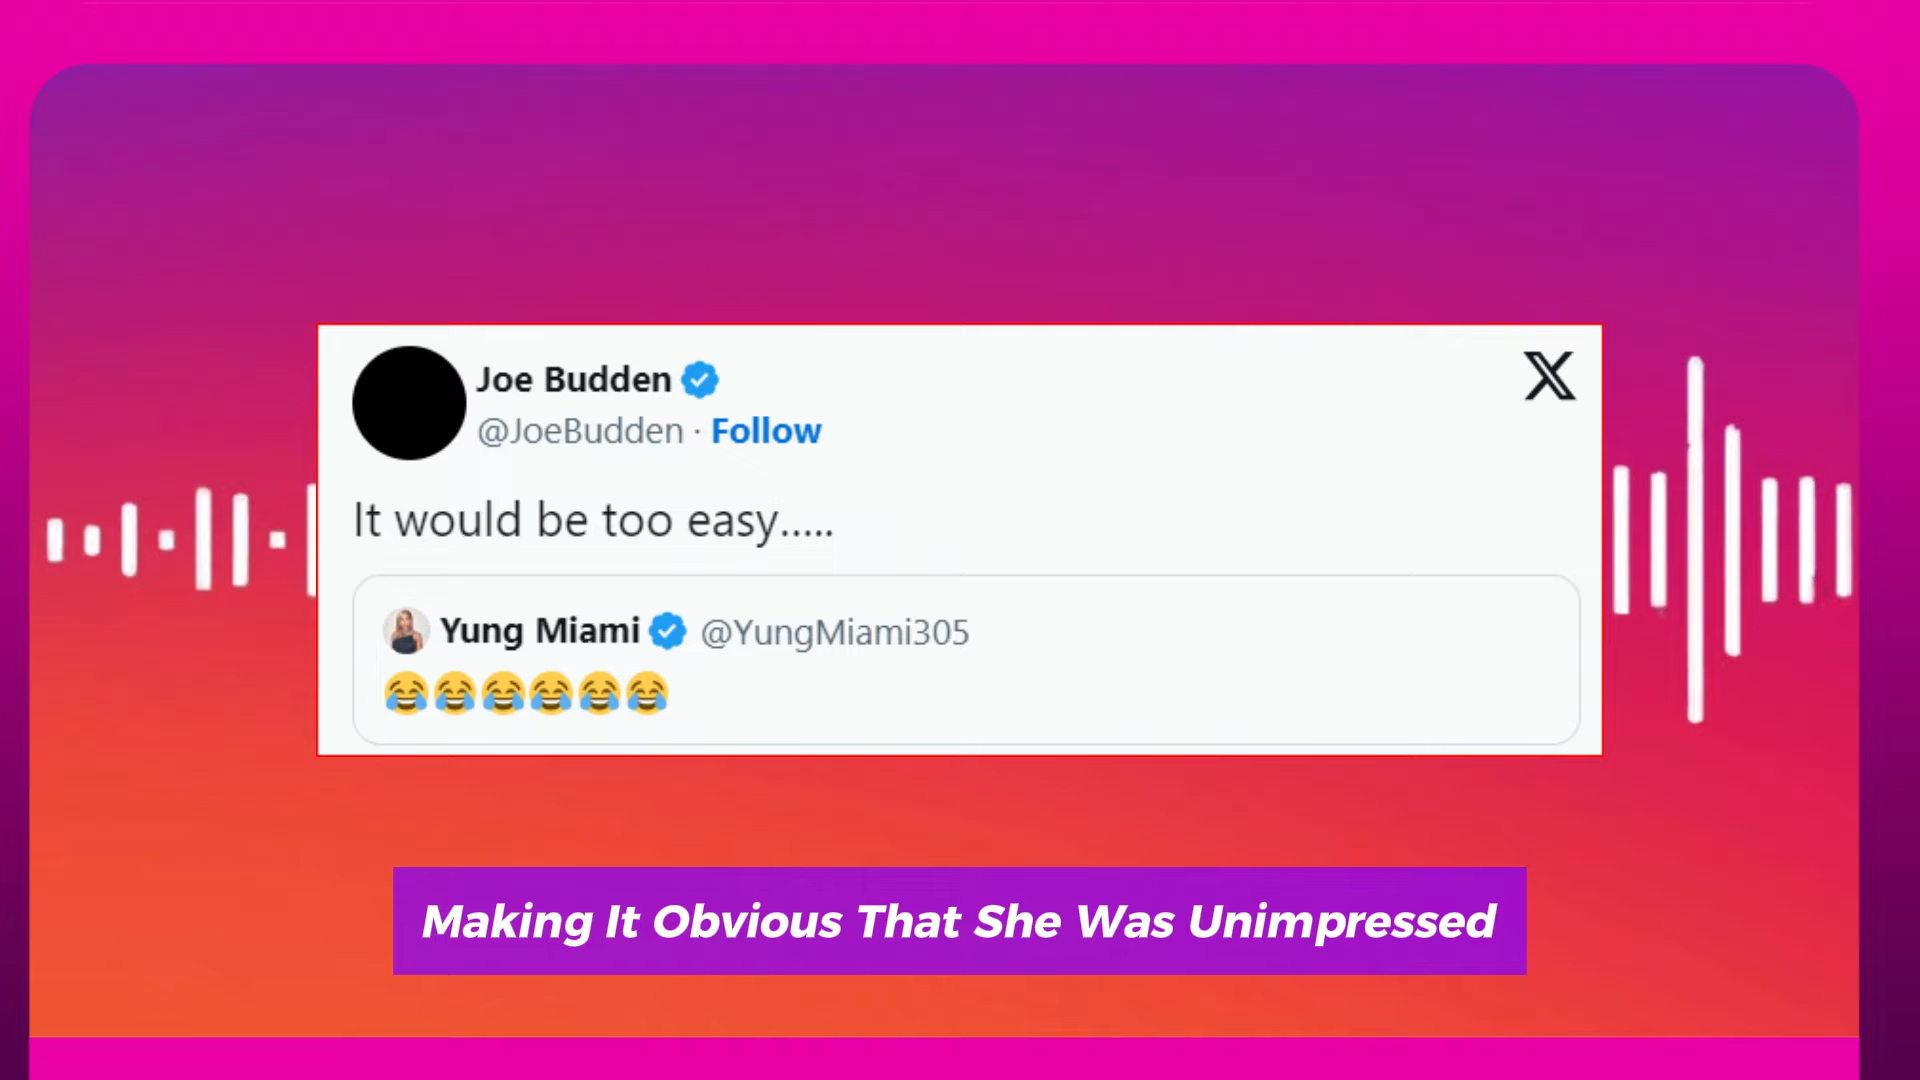 Joe Budden
@JoeBudden · Follow
It would be too easy.....
Yung Miami @YungMiami305
😂😂😂😂😂😂
Making It Obvious That She Was Unimpressed